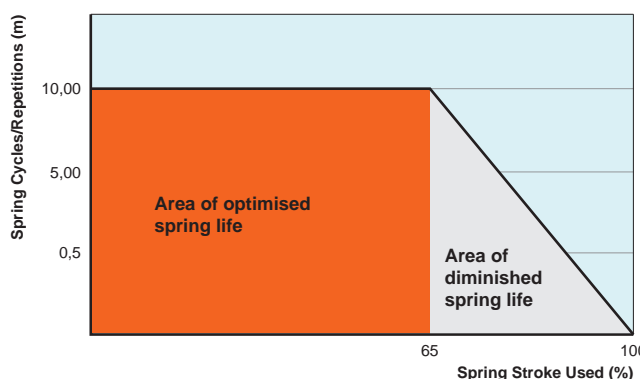 Spring Cycles/Repetitions (m)
10,00
5,00
0,5
Area of optimised
spring life
Area of
diminished
spring life
65
100
Spring Stroke Used (%)